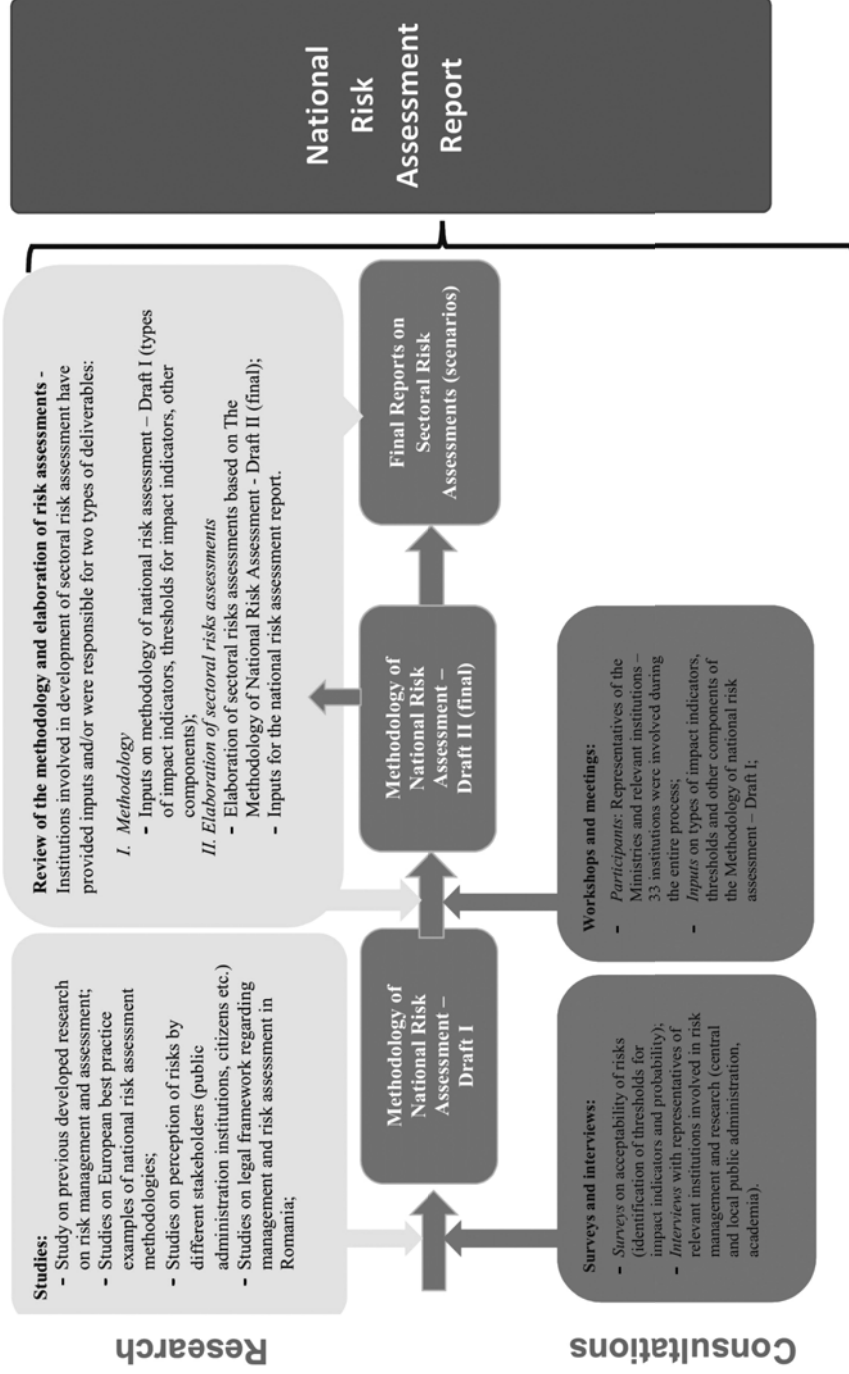 Research
Studies:
- Study on previous developed research
on risk management and assessment;
- Studies on European best practice
examples of national risk assessment
methodologies;
- Studies on perception of risks by
different stakeholders (public
administration institutions, citizens etc.)
- Studies on legal framework regarding
management and risk assessment in
Romania;
Review of the methodology and elaboration of risk assessments -
Institutions involved in development of sectoral risk assessment have
provided inputs and/or were responsible for two types of deliverables:
I. Methodology
- Inputs on methodology of national risk assessment – Draft I (types
of impact indicators, thresholds for impact indicators, other
components);
II. Elaboration of sectoral risks assessments
- Elaboration of sectoral risks assessments based on The
Methodology of National Risk Assessment - Draft II (final);
- Inputs for the national risk assessment report.
Methodology of
National Risk
Assessment –
Draft I
Methodology of
National Risk
Assessment –
Draft II (final)
Final Reports on
Sectoral Risk
Assessments (scenarios)
National
Risk
Assessment
Report
Consultations
Surveys and interviews:
- Surveys on acceptability of risks
(identification of thresholds for
impact indicators and probability);
- Interviews with representatives of
relevant institutions involved in risk
management and research (central
and local public administration,
academia).
Workshops and meetings:
- Participants: Representatives of the
Ministries and relevant institutions –
33 institutions were involved during
the entire process;
- Inputs on types of impact indicators,
thresholds and other components of
the Methodology of national risk
assessment – Draft I;